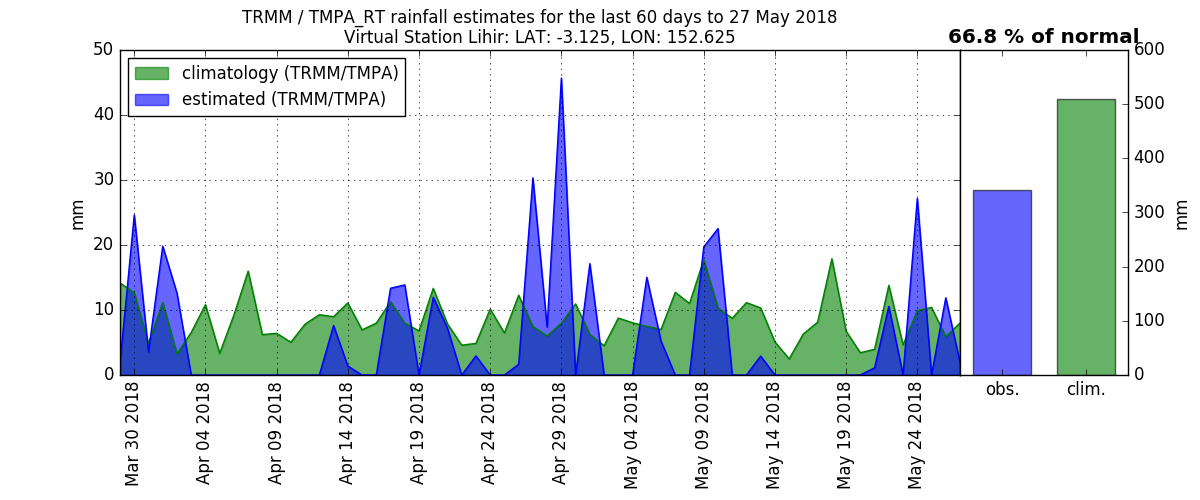 TRMM / TMPA_RT rainfall estimates for the last 60 days to 27 May 2018
Virtual Station Lihir: LAT: -3.125, LON: 152.625
66.8 % of normal
climatology (TRMM/TMPA)
estimated (TRMM/TMPA)
mm
50
40
30
20
10
0
Mar 30 2018
Apr 04 2018
Apr 09 2018
Apr 14 2018
Apr 19 2018
Apr 24 2018
Apr 29 2018
May 04 2018
May 09 2018
May 14 2018
May 19 2018
May 24 2018
600
500
400
300
200
100
0
mm
obs.
clim.